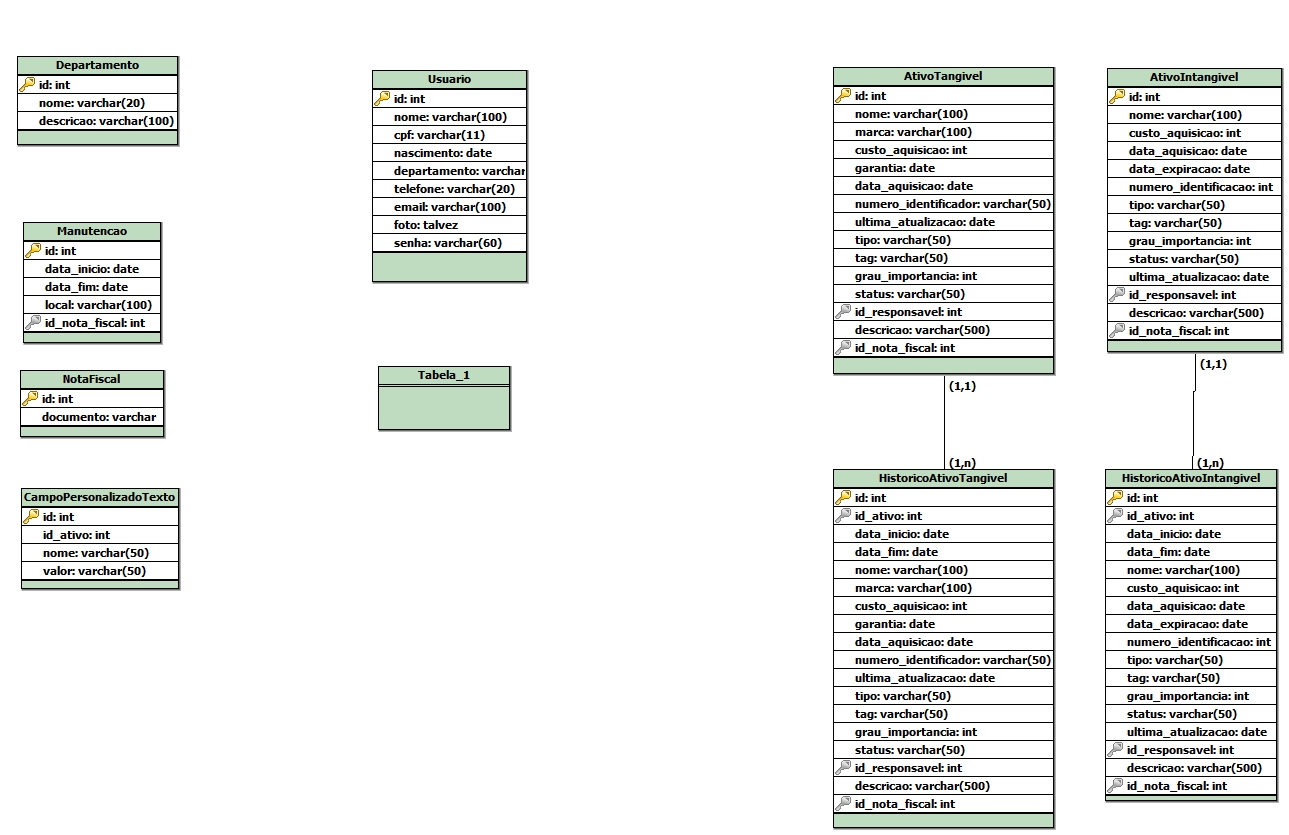 Departamento
id: int
nome: varchar(20)
descricao: varchar(100)
Manutencao
id: int
data_inicio: date
data_fim: date
local: varchar(100)
id_nota_fiscal: int
NotaFiscal
id: int
documento: varchar
CampoPersonalizadoTexto
id: int
id_ativo: int
nome: varchar(50)
valor: varchar(50)
Usuario
id: int
nome: varchar(100)
cpf: varchar(11)
nascimento: date
departamento: varchar
telefone: varchar(20)
email: varchar(100)
foto: talvez
senha: varchar(60)
Tabela_1
AtivoTangivel
id: int
nome: varchar(100)
marca: varchar(100)
custo_aquisicao: int
garantia: date
data_aquisicao: date
numero_identificador: varchar(50)
ultima_atualizacao: date
tipo: varchar(50)
tag: varchar(50)
grau_importancia: int
status: varchar(50)
id_responsavel: int
descricao: varchar(500)
id_nota_fiscal: int
(1,1)
(1,n)
HistoricoAtivoTangivel
id: int
id_ativo: int
data_inicio: date
data_fim: date
nome: varchar(100)
marca: varchar(100)
custo_aquisicao: int
garantia: date
data_aquisicao: date
numero_identificador: varchar(50)
ultima_atualizacao: date
tipo: varchar(50)
tag: varchar(50)
grau_importancia: int
status: varchar(50)
id_responsavel: int
descricao: varchar(500)
id_nota_fiscal: int
AtivoIntangivel
id: int
nome: varchar(100)
custo_aquisicao: int
data_aquisicao: date
data_expiracao: date
numero_identificacao: int
tipo: varchar(50)
tag: varchar(50)
grau_importancia: int
status: varchar(50)
ultima_atualizacao: date
id_responsavel: int
descricao: varchar(500)
id_nota_fiscal: int
(1,1)
(1,n)
HistoricoAtivoIntangivel
id: int
id_ativo: int
data_inicio: date
data_fim: date
nome: varchar(100)
custo_aquisicao: int
data_aquisicao: date
data_expiracao: date
numero_identificacao: int
tipo: varchar(50)
tag: varchar(50)
grau_importancia: int
status: varchar(50)
ultima_atualizacao: date
id_responsavel: int
descricao: varchar(500)
id_nota_fiscal: int